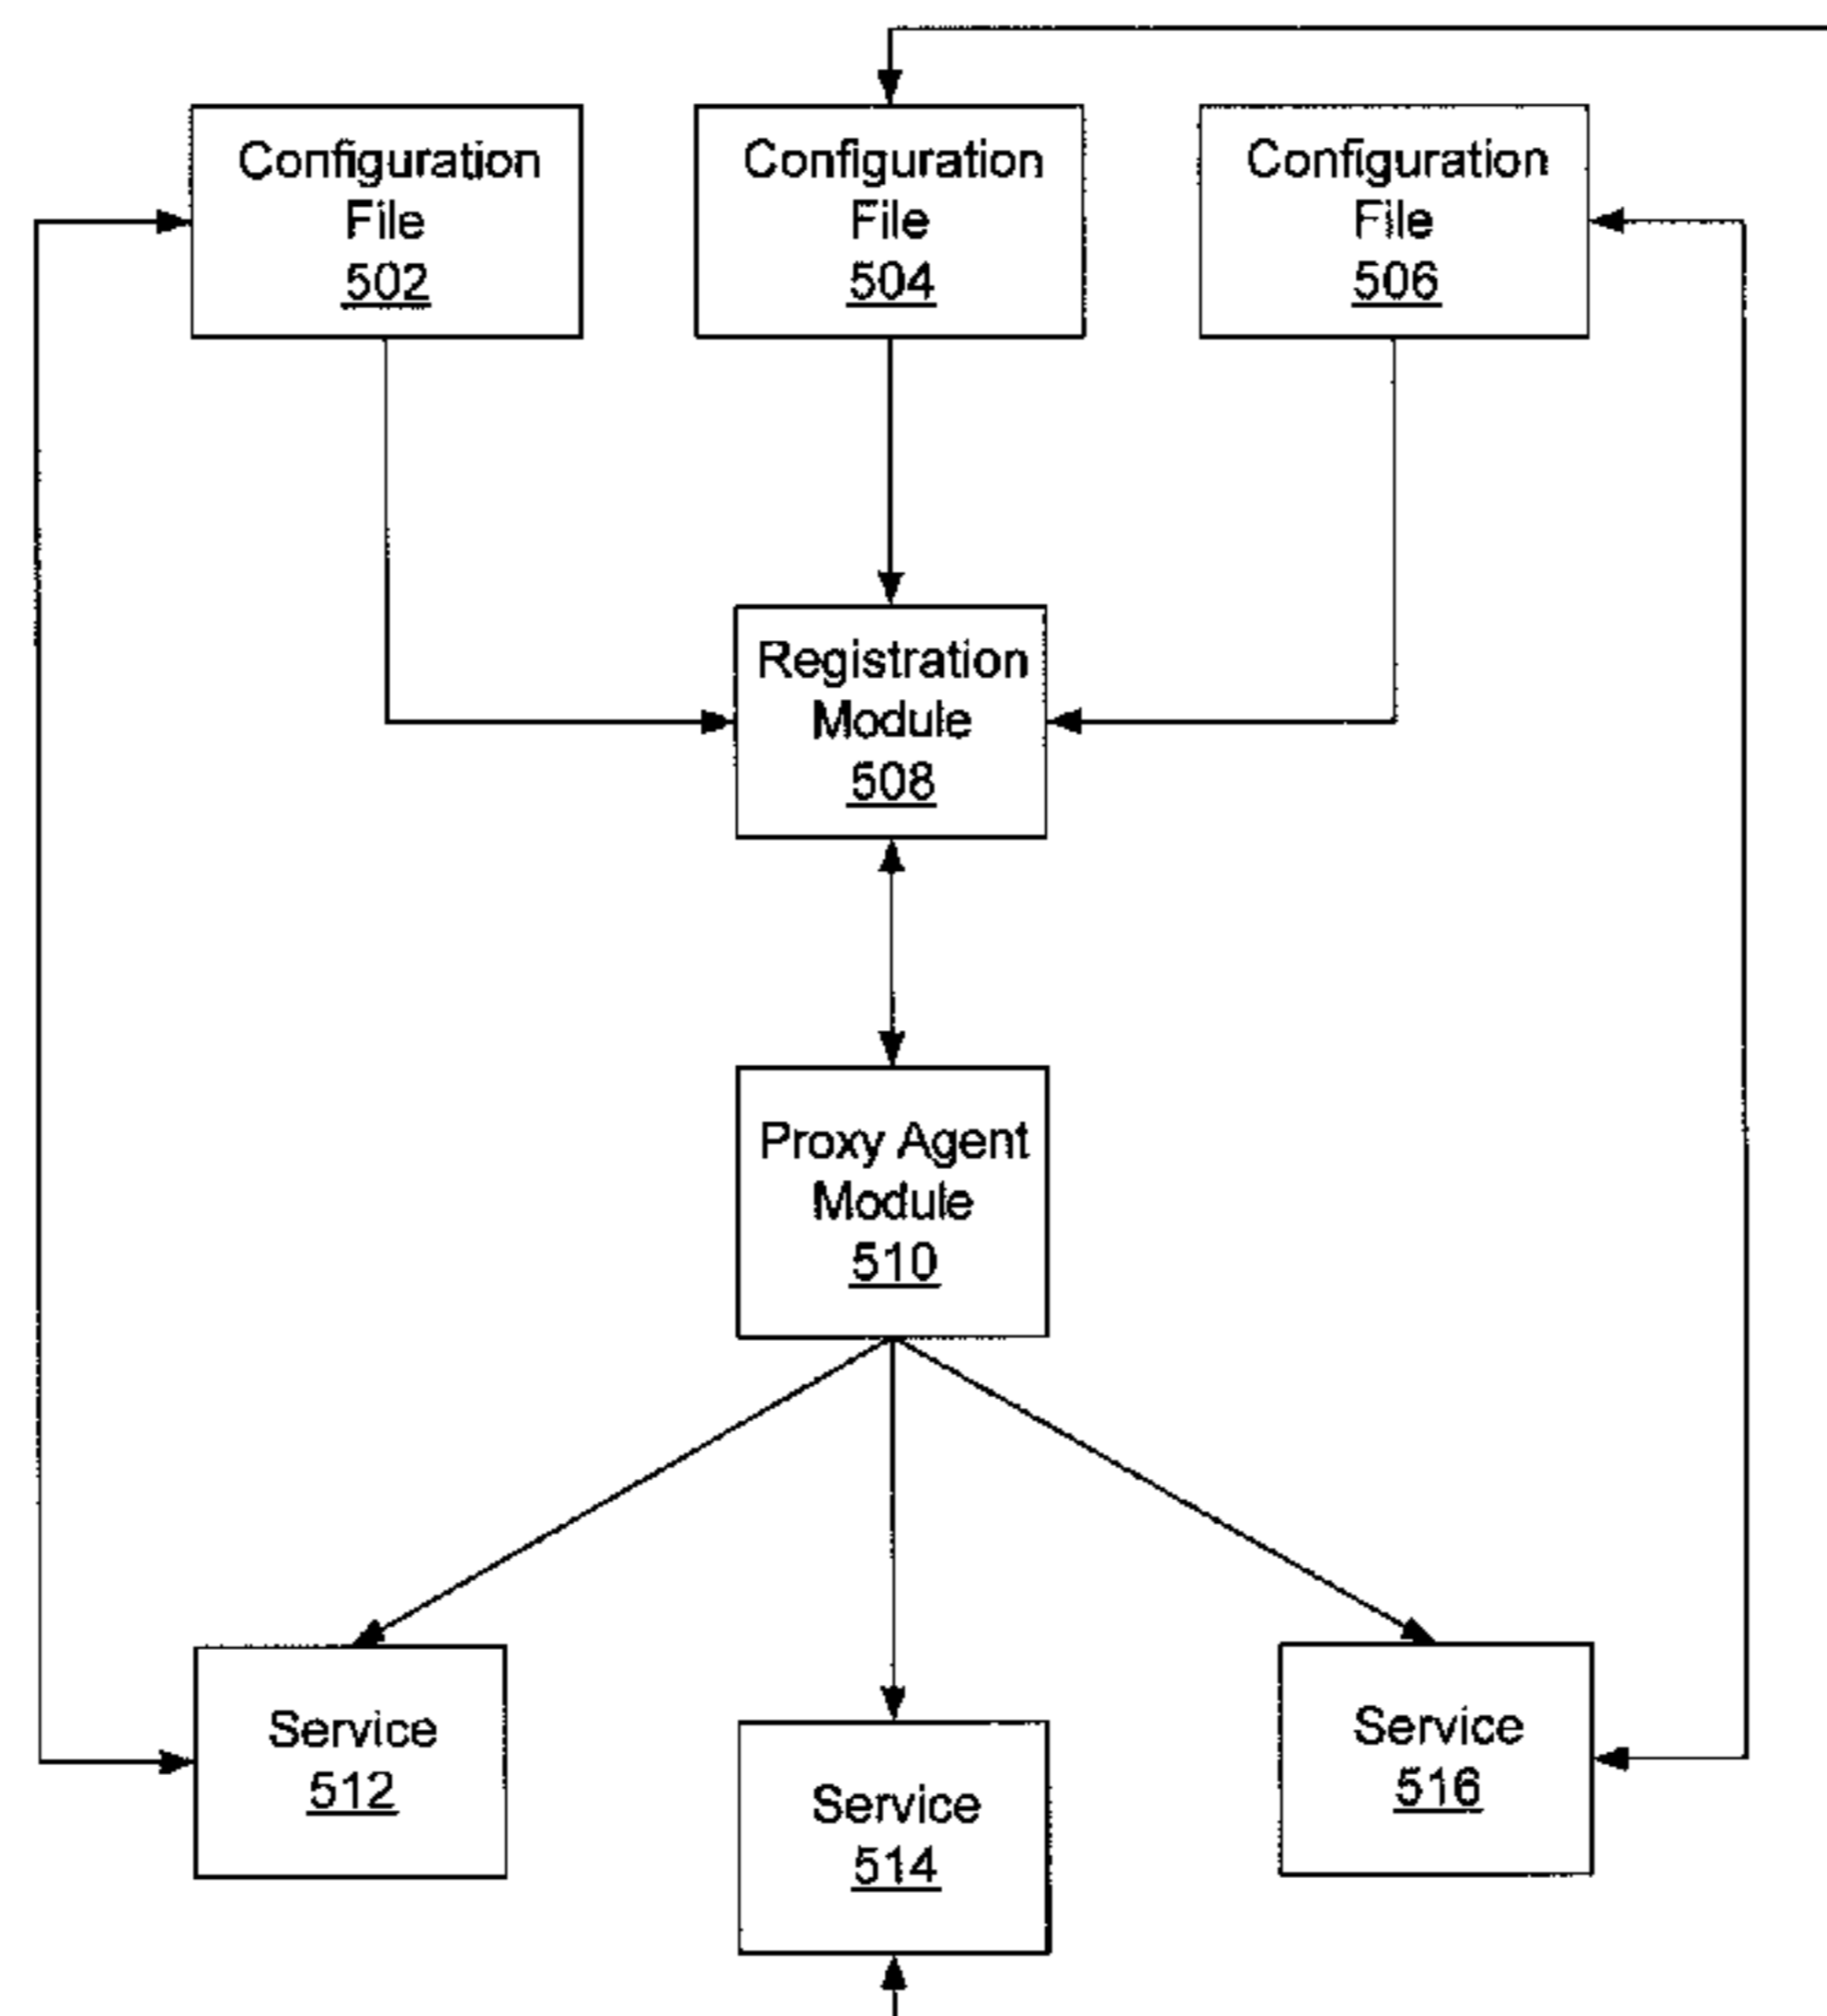 Configuration
File
502
Configuration
File
504
Configuration
File
506
Registration
Module
508
Proxy Agent
Module
510
Service
512
Service
514
Service
516